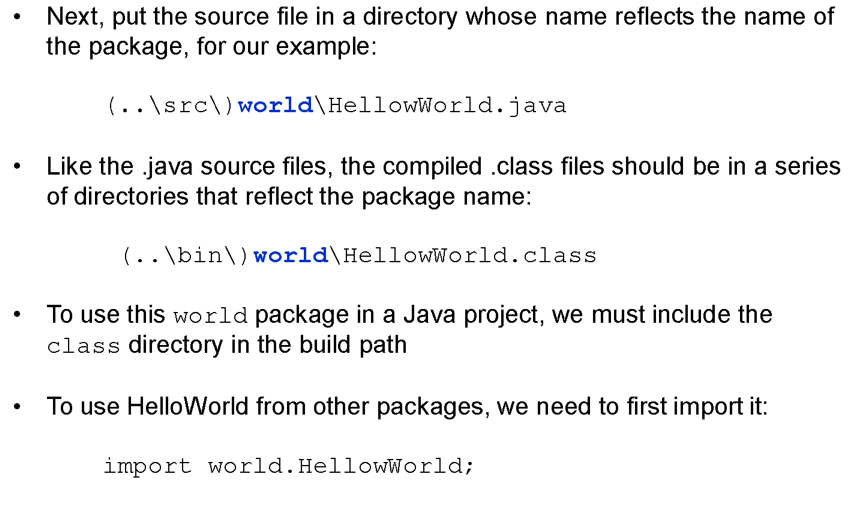 • Next, put the source file in a directory whose name reflects the name of
the package, for our example:
(..\src\)world\HellowWorld.java
• Like the .java source files, the compiled .class files should be in a series
of directories that reflect the package name:
(..\bin\)world\HellowWorld.class
• To use this world package in a Java project, we must include the
class directory in the build path
• To use HelloWorld from other packages, we need to first import it:
import world.HellowWorld;